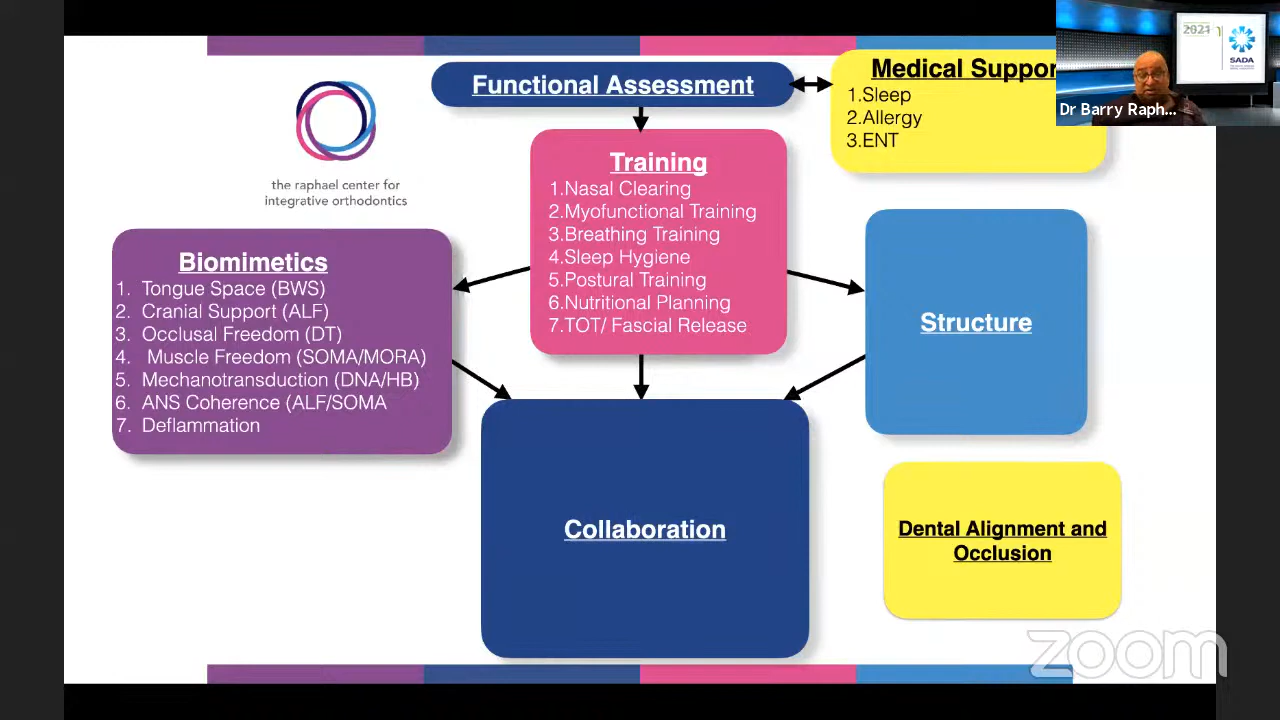 Functional Assessment
Medical Suppor
1.Sleep
2.Allergy
3.ENT
2021
SADA
Dr Barry Raph...
the raphael center for
integrative orthodontics
Training
1.Nasal Clearing
2.Myofunctional Training
3.Breathing Training
4.Sleep Hygiene
5.Postural Training
6.Nutritional Planning
7.TOT/ Fascial Release
Biomimetics
1. Tongue Space (BWS)
2. Cranial Support (ALF)
3. Occlusal Freedom (DT)
4. Muscle Freedom (SOMA/MORA)
5. Mechanotransduction (DNA/HB)
6. ANS Coherence (ALF/SOMA
7. Deflammation
Structure
Collaboration
Dental Alignment and
Occlusion
zoom